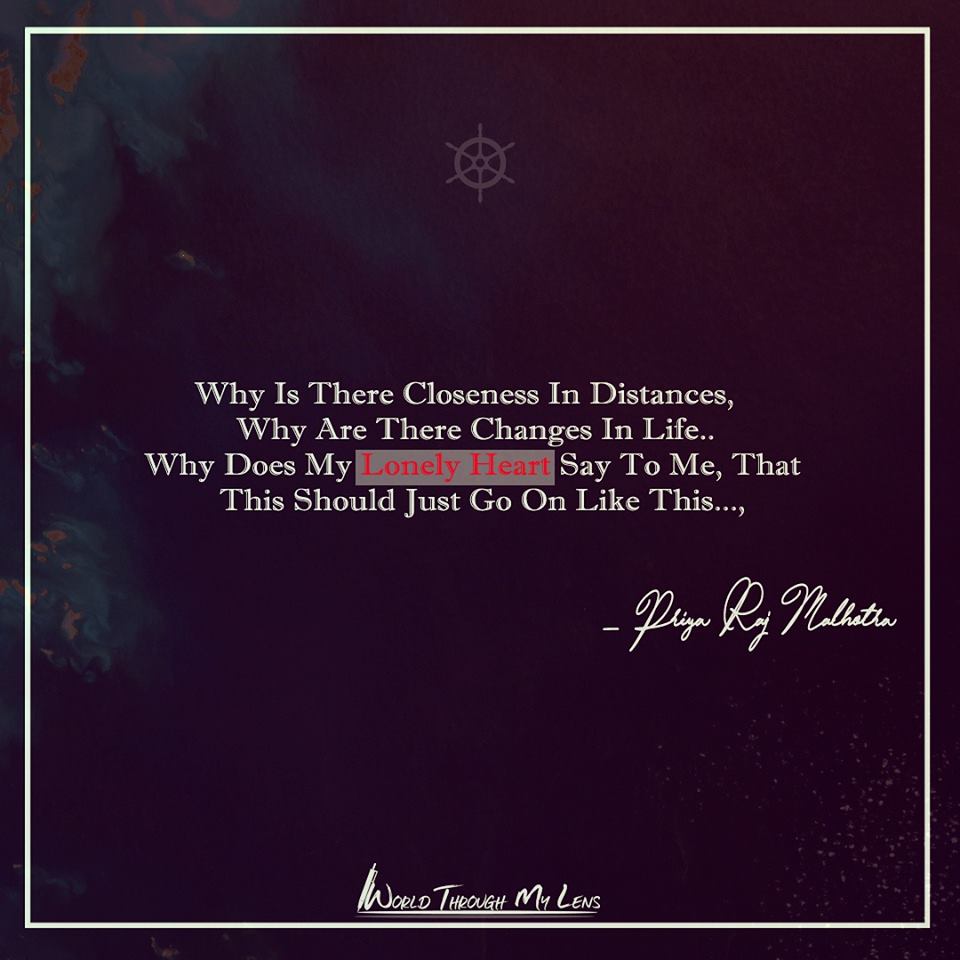 Why Is There Closeness In Distances,
Why Are There Changes In Life..
Why Does My Lonely Heart Say To Me, That
This Should Just Go On Like This...,
_ Priya Raj Malhotra
World Through My Lens